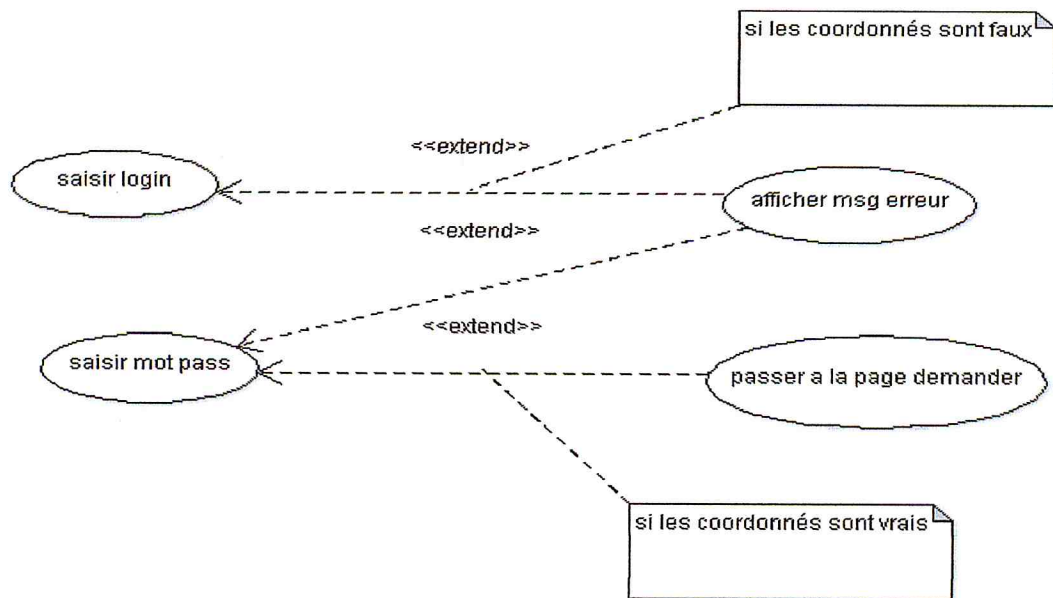 si les coordonnés sont faux
<<extend>>
saisir login
afficher msg erreur
<<extend>>
<<extend>>
saisir mot pass
passer a la page demander
si les coordonnés sont vrais